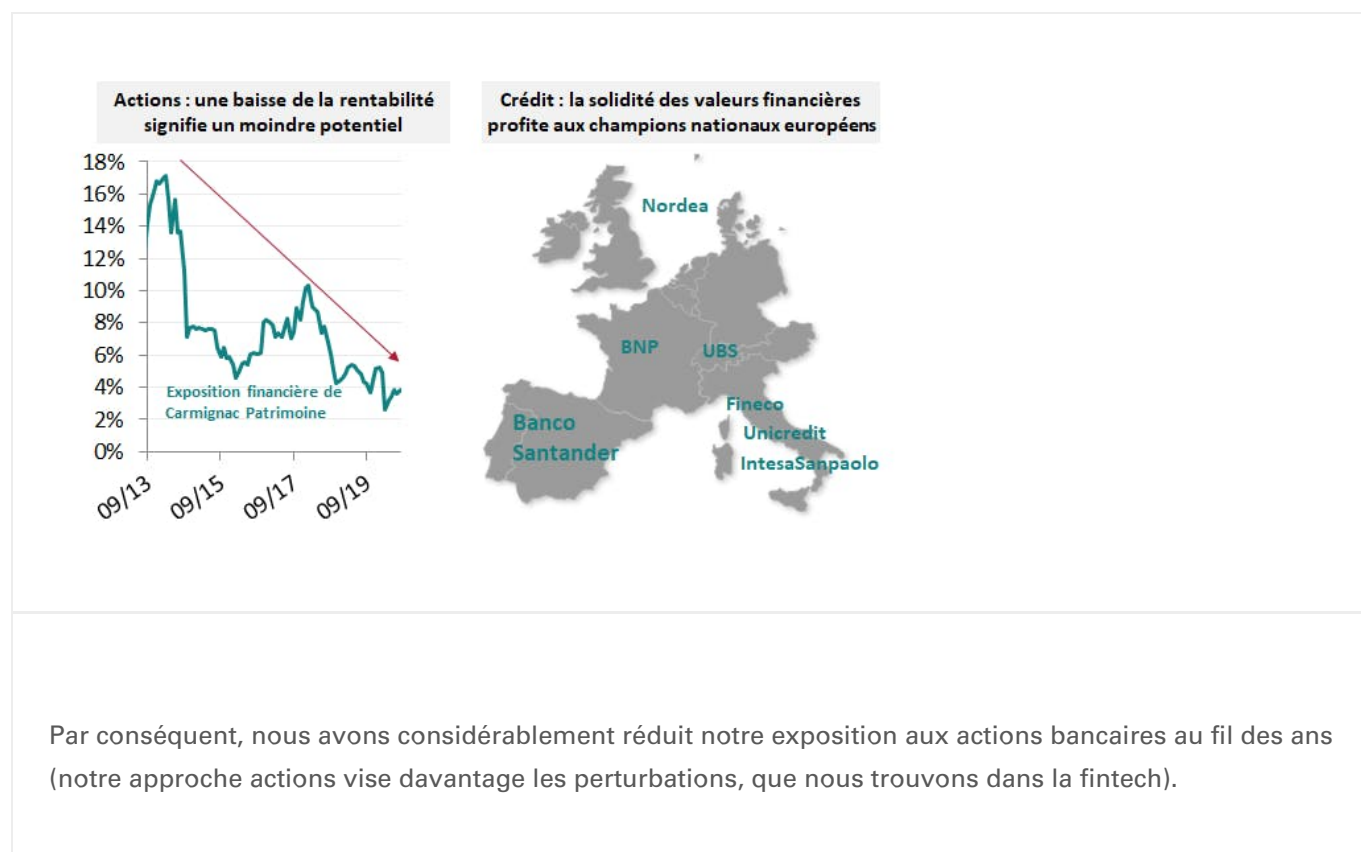 Actions : une baisse de la rentabilité
signifie un moindre potentiel
18%
16%
14%
12%
10%
8%
6%
4%
2%
0%
Exposition financière de
Carmignac Patrimoine
09/13
09/15
09/17
09/19
Crédit : la solidité des valeurs financières
profite aux champions nationaux européens
Nordea
BNP
UBS
Fineco
Banco
Santander
Unicredit
IntesaSanpaolo
Par conséquent, nous avons considérablement réduit notre exposition aux actions bancaires au fil des ans
(notre approche actions vise davantage les perturbations, que nous trouvons dans la fintech).